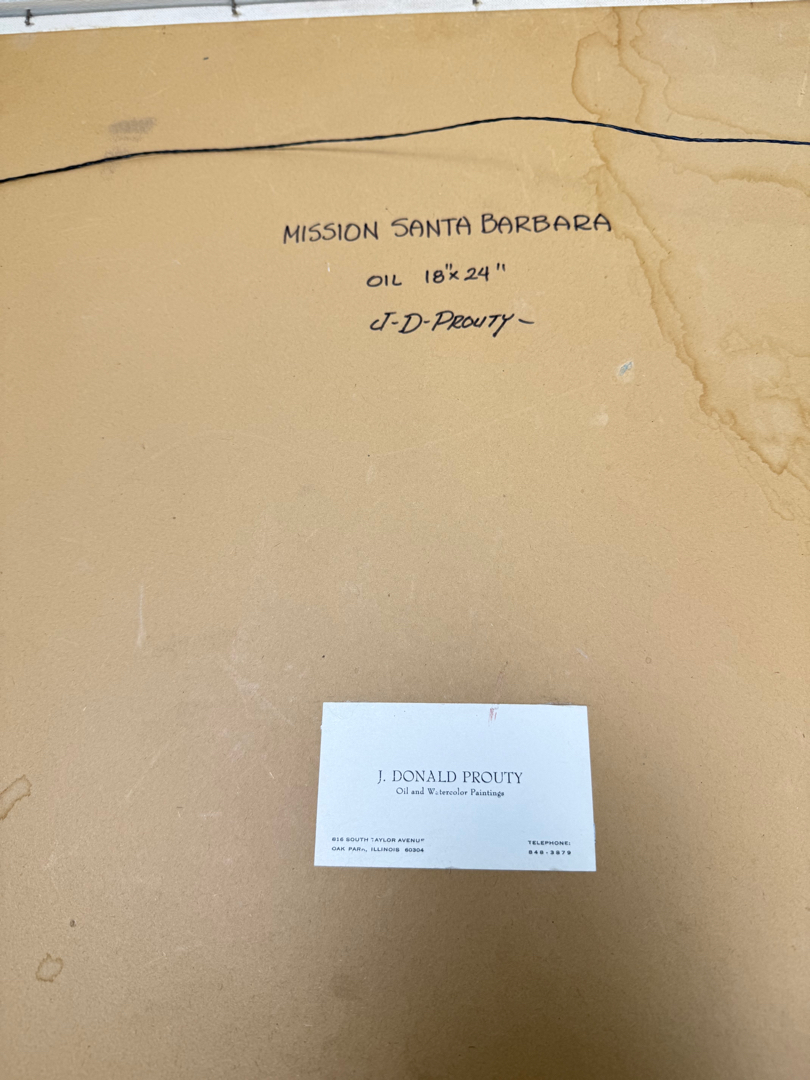 MISSION SANTA BARBARA
OIL 18"x 24"
J-D-PROUTY-
J. DONALD PROUTY
Oil and Watercolor Paintings
616 SOUTH TAYLOR AVENUE
OAK PARK, ILLINOIS 60304
TELEPHONE:
848-3879